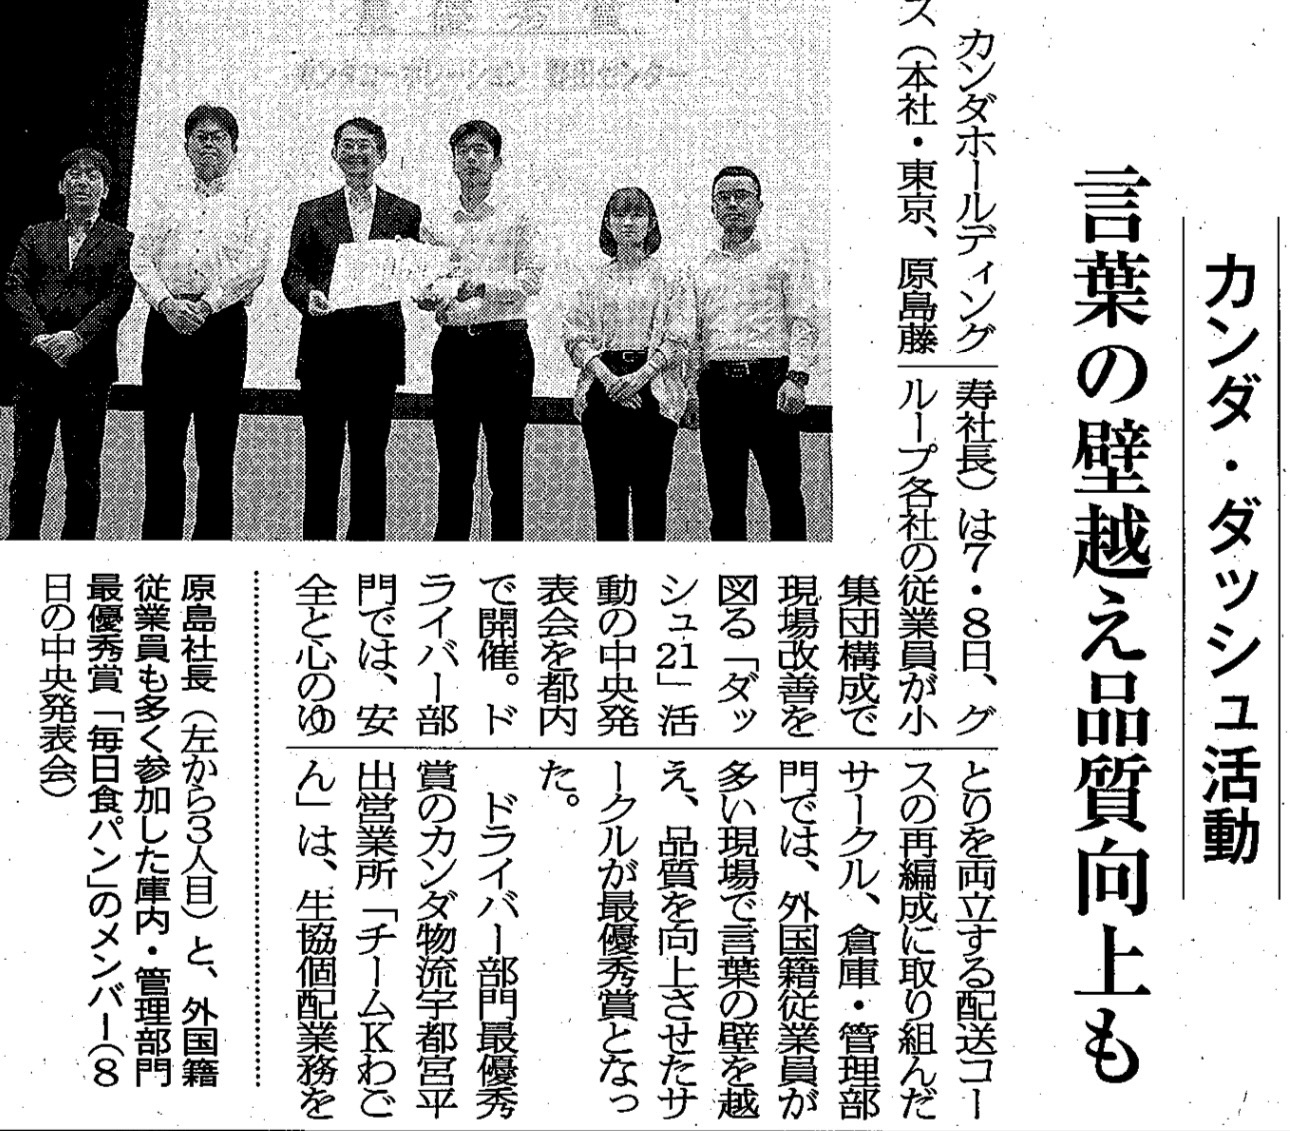 カンダ・ダッシュ活動
言葉の壁越え品質向上も
カンダホールディング
ス（本社・東京、原島藤
寿社長）は７・８日、グ
ループ各社の従業員が小
集団構成で
現場改善を
図る「ダッ
シュ21」活
動の中央発
表会を都内
で開催。ド
ライバー部
門では、安
全と心のゆ
とりを両立する配送コー
スの再編成に取り組んだ
サークル、倉庫・管理部
門では、外国籍従業員が
多い現場で言葉の壁を越
え、品質を向上させたサ
ークルが最優秀賞となっ
た。
ドライバー部門最優秀
賞のカンダ物流宇都宮平
出営業所「チームＫわご
ん」は、生協個配業務を
カンダコーポレーション 野田センター
原島社長（左から３人目）と、外国籍
従業員も多く参加した庫内・管理部門
最優秀賞「毎日食パン」のメンバー（８
日の中央発表会）